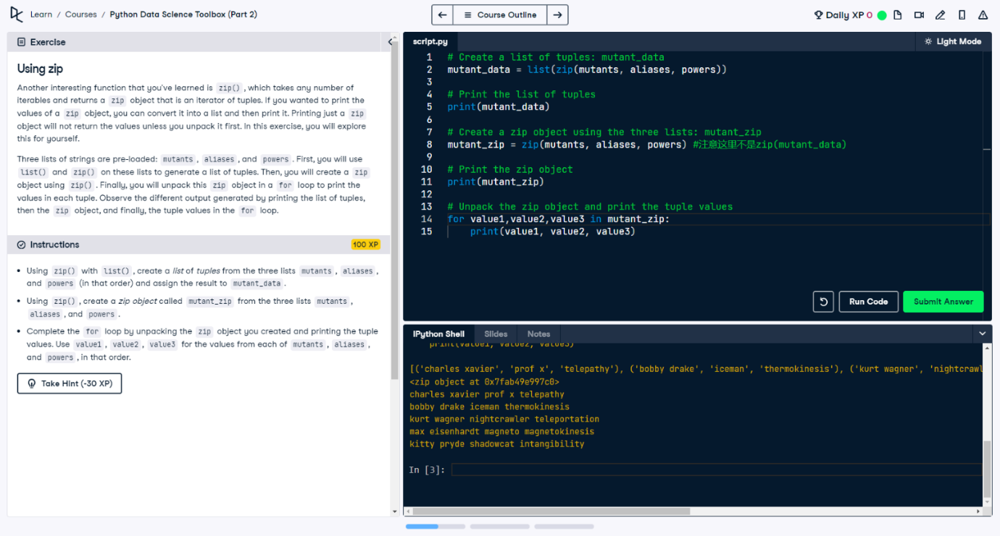 Learn / Courses / Python Data Science Toolbox (Part 2)
Course Outline
Daily XP 0
Exercise
Using zip
Another interesting function that you've learned is zip(), which takes any number of
iterables and returns a zip object that is an iterator of tuples. If you wanted to print the
values of a zip object, you can convert it into a list and then print it. Printing just a zip
object will not return the values unless you unpack it first. In this exercise, you will explore
this for yourself.
Three lists of strings are pre-loaded: mutants, aliases, and powers. First, you will use
list() and zip() on these lists to generate a list of tuples. Then, you will create a zip
object using zip(). Finally, you will unpack this zip object in a for loop to print the
values in each tuple. Observe the different output generated by printing the list of tuples,
then the zip object, and finally, the tuple values in the for loop.
Instructions
100 XP
• Using zip() with list(), create a list of tuples from the three lists mutants, aliases,
and powers (in that order) and assign the result to mutant_data.
• Using zip(), create a zip object called mutant_zip from the three lists mutants,
aliases, and powers.
• Complete the for loop by unpacking the zip object you created and printing the tuple
values. Use value1, value2, value3 for the values from each of mutants, aliases,
and powers, in that order.
Take Hint (-30 XP)
script.py
Light Mode
1 # Create a list of tuples: mutant_data
2 mutant_data = list(zip(mutants, aliases, powers))
3
4 # Print the list of tuples
5 print(mutant_data)
6
7 # Create a zip object using the three lists: mutant_zip
8 mutant_zip = zip(mutants, aliases, powers) #注意这里不是zip(mutant_data)
9
10 # Print the zip object
11 print(mutant_zip)
12
13 # Unpack the zip object and print the tuple values
14 for value1,value2,value3 in mutant_zip:
15     print(value1, value2, value3)
Run Code
Submit Answer
IPython Shell
Slides
Notes
print(value1, value2, value3)
[('charles xavier', 'prof x', 'telepathy'), ('bobby drake', 'iceman', 'thermokinesis'), ('kurt wagner', 'nightcrawl
<zip object at 0x7fab49e997c0>
charles xavier prof x telepathy
bobby drake iceman thermokinesis
kurt wagner nightcrawler teleportation
max eisenhardt magneto magnetokinesis
kitty pryde shadowcat intangibility
In [3]: